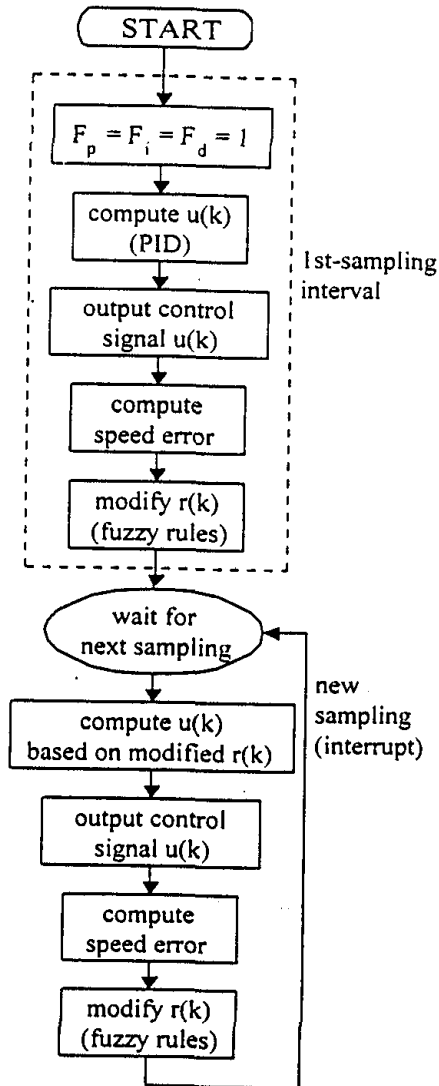 START
F_p = F_i = F_d = 1
compute u(k)
(PID)
1st-sampling
interval
output control
signal u(k)
compute
speed error
modify r(k)
(fuzzy rules)
wait for
next sampling
new
sampling
(interrupt)
compute u(k)
based on modified r(k)
output control
signal u(k)
compute
speed error
modify r(k)
(fuzzy rules)